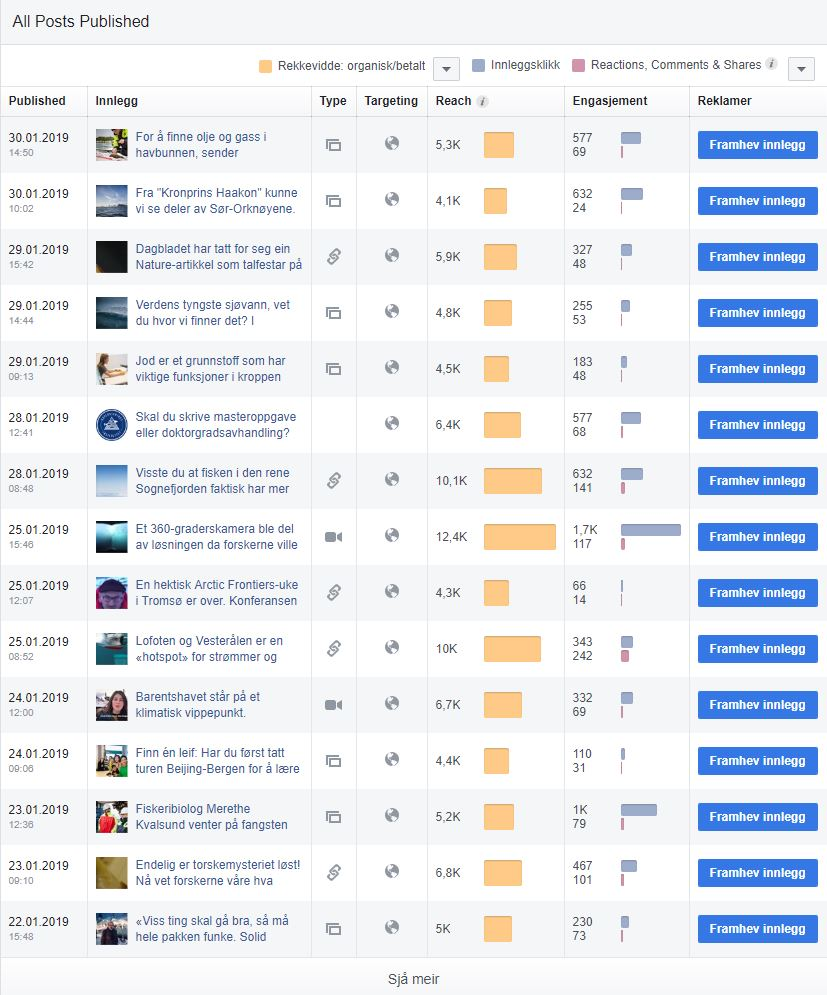 All Posts Published
Rekkevidde: organisk/betalt Innleggsklikk Reactions, Comments & Shares i
Published Innlegg Type Targeting Reach i Engasjement Reklamer
30.01.2019 For å finne olje og gass i 577
14:50 havbunnen, sender 5,3K 69 Framhev innlegg
30.01.2019 Fra "Kronprins Haakon" kunne 632
10:02 vi se deler av Sør-Orknøyene. 4,1K 24 Framhev innlegg
29.01.2019 Dagbladet har tatt for seg ein 327
15:42 Nature-artikkel som talfestar på 5,9K 48 Framhev innlegg
29.01.2019 Verdens tyngste sjøvann, vet 255
14:44 du hvor vi finner det? I 4,8K 53 Framhev innlegg
29.01.2019 Jod er et grunnstoff som har 183
09:13 viktige funksjoner i kroppen 4,5K 48 Framhev innlegg
28.01.2019 Skal du skrive masteroppgave 577
12:41 eller doktorgradsavhandling? 6,4K 68 Framhev innlegg
28.01.2019 Visste du at fisken i den rene 632
08:48 Sognefjorden faktisk har mer 10,1K 141 Framhev innlegg
25.01.2019 Et 360-graderskamera ble del 1,7K
15:46 av løsningen da forskerne ville 12,4K 117 Framhev innlegg
25.01.2019 En hektisk Arctic Frontiers-uke 66
12:07 i Tromsø er over. Konferansen 4,3K 14 Framhev innlegg
25.01.2019 Lofoten og Vesterålen er en 343
08:52 «hotspot» for strømmer og 10K 242 Framhev innlegg
24.01.2019 Barentshavet står på et 332
12:00 klimatisk vippepunkt. 6,7K 69 Framhev innlegg
24.01.2019 Finn én leif: Har du først tatt 110
09:06 turen Beijing-Bergen for å lære 4,4K 31 Framhev innlegg
23.01.2019 Fiskeribiolog Merethe 1K
12:36 Kvalsund venter på fangsten 5,2K 79 Framhev innlegg
23.01.2019 Endelig er torskemysteriet løst! 467
09:10 Nå vet forskerne våre hva 6,8K 101 Framhev innlegg
22.01.2019 «Viss ting skal gå bra, så må 230
15:48 hele pakken funke. Solid 5K 73 Framhev innlegg
Sjå meir